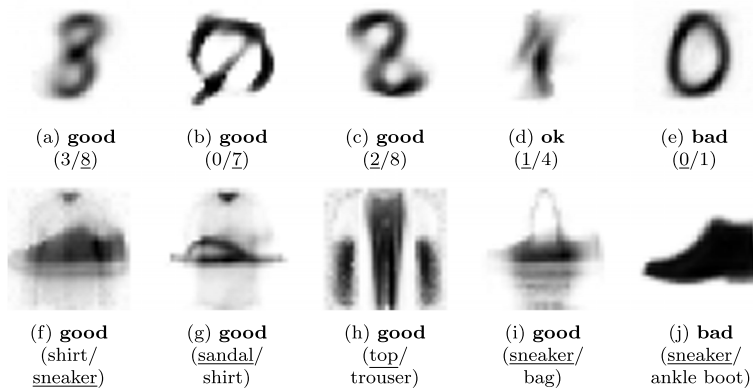 (a) good (b) good (c) good (d) ok (e) bad
(3/8) (0/7) (2/8) (1/4) (0/1)
(f) good (g) good (h) good (i) good (j) bad
(shirt/ (sandal/ (top/ (sneaker/ (sneaker/
sneaker) shirt) trouser) bag) ankle boot)